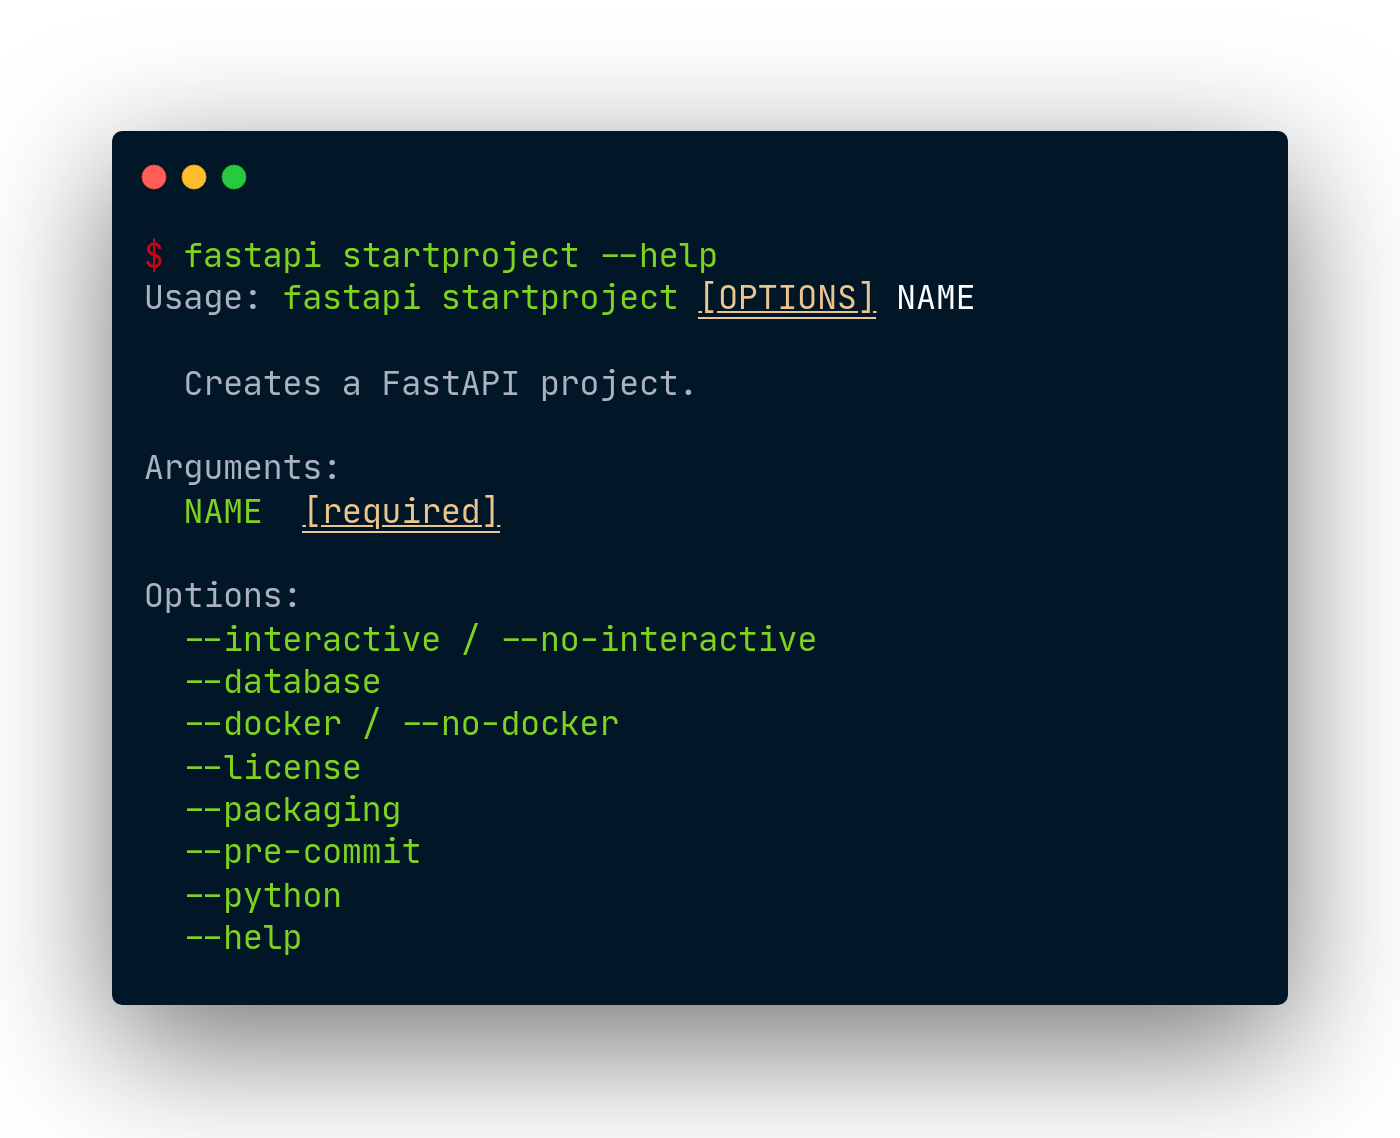 $ fastapi startproject --help
Usage: fastapi startproject [OPTIONS] NAME
Creates a FastAPI project.
Arguments:
NAME [required]
Options:
--interactive / --no-interactive
--database
--docker / --no-docker
--license
--packaging
--pre-commit
--python
--help